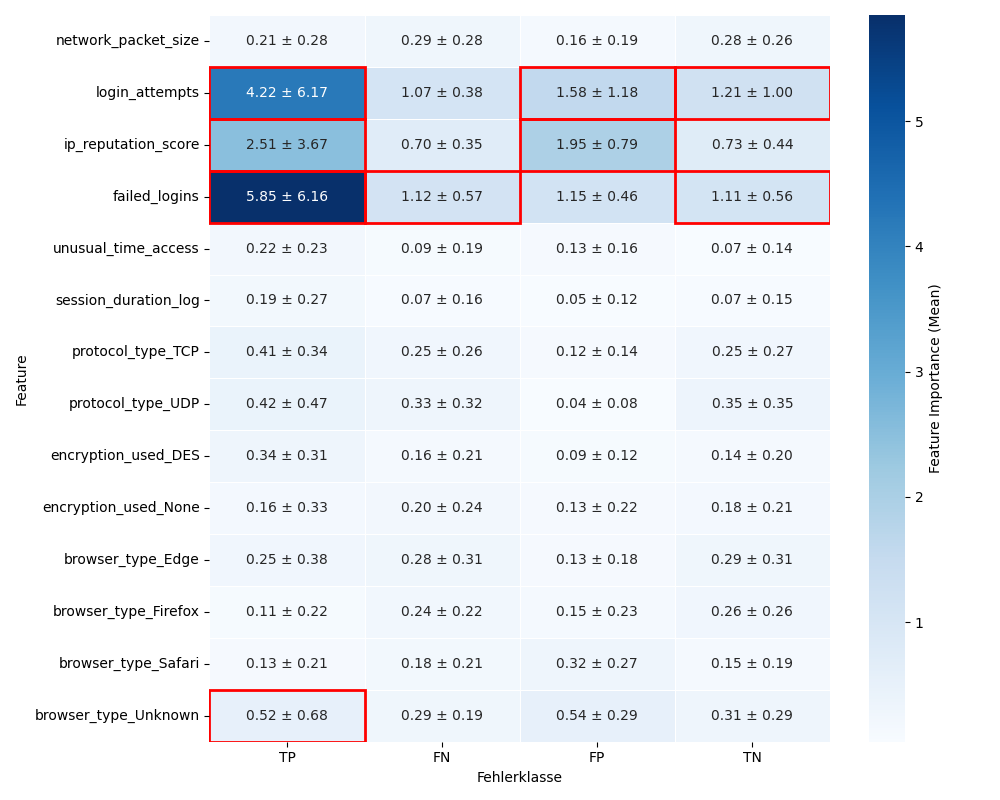 network_packet_size 0.21 ± 0.28 0.29 ± 0.28 0.16 ± 0.19 0.28 ± 0.26
login_attempts 4.22 ± 6.17 1.07 ± 0.38 1.58 ± 1.18 1.21 ± 1.00
ip_reputation_score 2.51 ± 3.67 0.70 ± 0.35 1.95 ± 0.79 0.73 ± 0.44
failed_logins 5.85 ± 6.16 1.12 ± 0.57 1.15 ± 0.46 1.11 ± 0.56
unusual_time_access 0.22 ± 0.23 0.09 ± 0.19 0.13 ± 0.16 0.07 ± 0.14
session_duration_log 0.19 ± 0.27 0.07 ± 0.16 0.05 ± 0.12 0.07 ± 0.15
protocol_type_TCP 0.41 ± 0.34 0.25 ± 0.26 0.12 ± 0.14 0.25 ± 0.27
protocol_type_UDP 0.42 ± 0.47 0.33 ± 0.32 0.04 ± 0.08 0.35 ± 0.35
encryption_used_DES 0.34 ± 0.31 0.16 ± 0.21 0.09 ± 0.12 0.14 ± 0.20
encryption_used_None 0.16 ± 0.33 0.20 ± 0.24 0.13 ± 0.22 0.18 ± 0.21
browser_type_Edge 0.25 ± 0.38 0.28 ± 0.31 0.13 ± 0.18 0.29 ± 0.31
browser_type_Firefox 0.11 ± 0.22 0.24 ± 0.22 0.15 ± 0.23 0.26 ± 0.26
browser_type_Safari 0.13 ± 0.21 0.18 ± 0.21 0.32 ± 0.27 0.15 ± 0.19
browser_type_Unknown 0.52 ± 0.68 0.29 ± 0.19 0.54 ± 0.29 0.31 ± 0.29
TP FN FP TN
Fehlerklasse
Feature
5
4
3
2
1
Feature Importance (Mean)